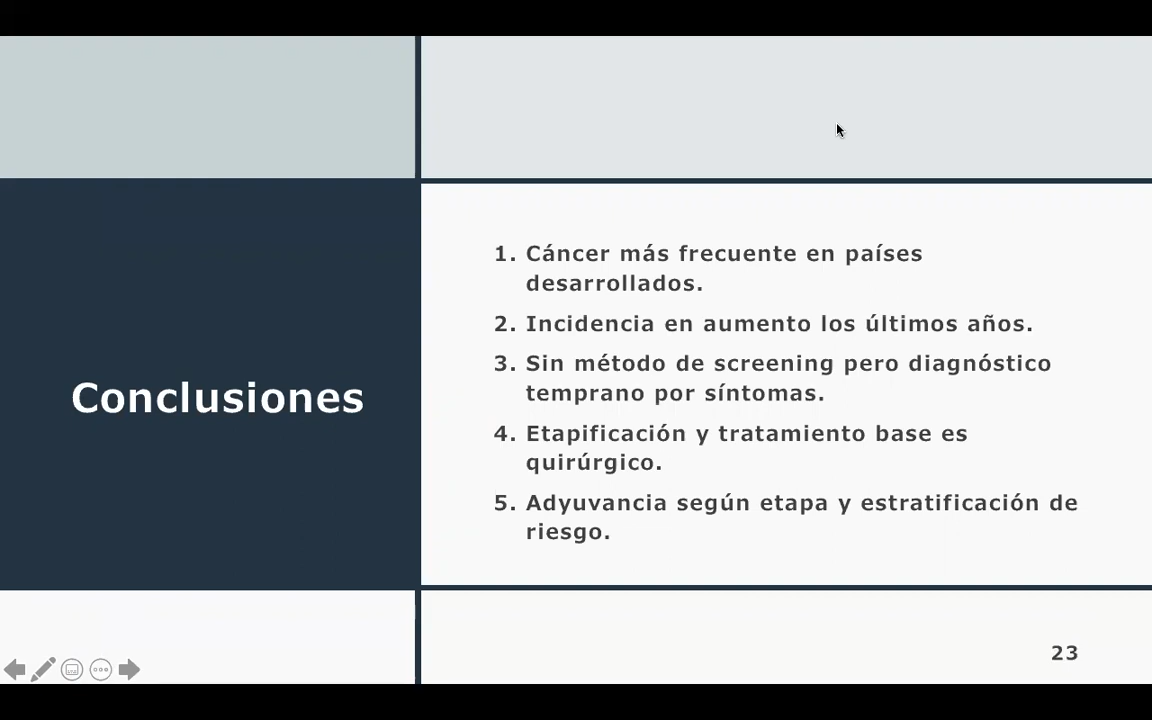 Conclusiones
1. Cáncer más frecuente en países
desarrollados.
2. Incidencia en aumento los últimos años.
3. Sin método de screening pero diagnóstico
temprano por síntomas.
4. Etapificación y tratamiento base es
quirúrgico.
5. Adyuvancia según etapa y estratificación de
riesgo.
23